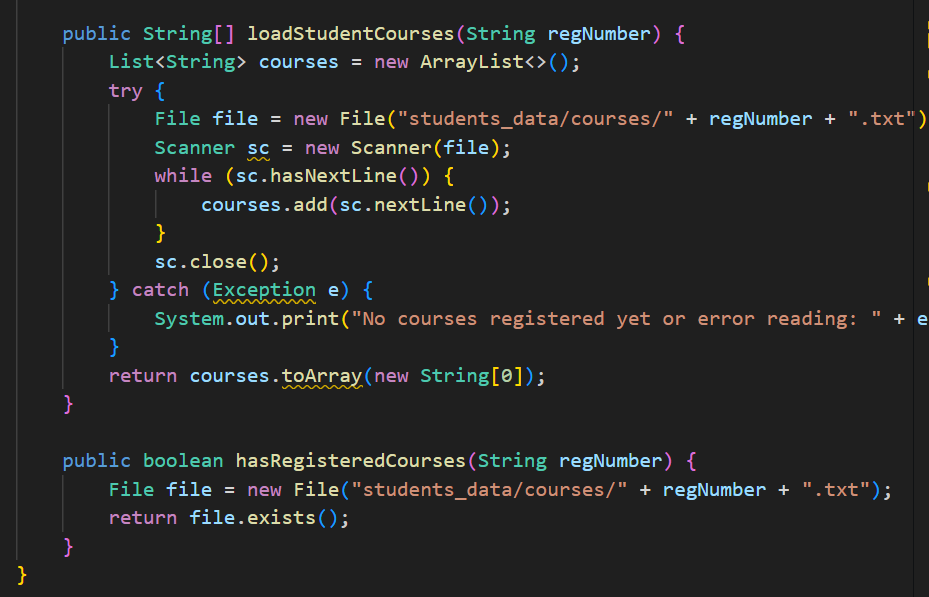 public String[] loadStudentCourses(String regNumber) {
List<String> courses = new ArrayList<>();
try {
File file = new File("students_data/courses/" + regNumber + ".txt")
Scanner sc = new Scanner(file);
while (sc.hasNextLine()) {
courses.add(sc.nextLine());
}
sc.close();
} catch (Exception e) {
System.out.print("No courses registered yet or error reading: " + e
}
return courses.toArray(new String[0]);
}
public boolean hasRegisteredCourses(String regNumber) {
File file = new File("students_data/courses/" + regNumber + ".txt");
return file.exists();
}
}